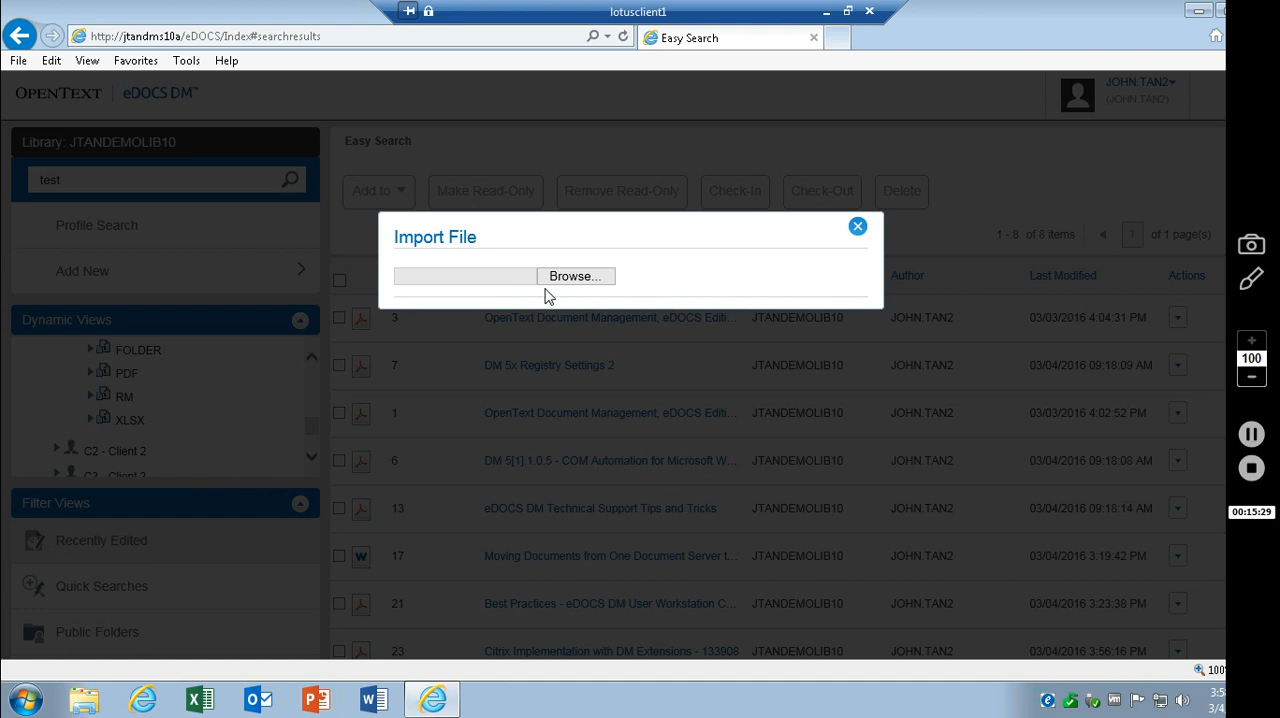 lotusclient1
http://jtandms10a/eDOCS/Index#searchresults
Easy Search
File Edit View Favorites Tools Help
OPENTEXT | eDOCS DM™
JOHN.TAN2
(JOHN.TAN2)
Library: JTANDEMOLIB10
test
Profile Search
Add New
Dynamic Views
FOLDER
PDF
RM
XLSX
C2 - Client 2
C2 - Client 2
Filter Views
Recently Edited
Quick Searches
Public Folders
Easy Search
Add to Make Read-Only Remove Read-Only Check-In Check-Out Delete
1 - 8 of 8 items 1 of 1 page(s)
Import File
Browse...
Author Last Modified Actions
3 OpenText Document Management, eDOCS Editi... JTANDEMOLIB10 JOHN.TAN2 03/03/2016 4:04:31 PM
7 DM 5x Registry Settings 2 JTANDEMOLIB10 JOHN.TAN2 03/04/2016 09:18:09 AM
1 OpenText Document Management, eDOCS Editi... JTANDEMOLIB10 JOHN.TAN2 03/03/2016 4:02:52 PM
6 DM 5[1].1.0.5 - COM Automation for Microsoft W... JTANDEMOLIB10 JOHN.TAN2 03/04/2016 09:18:08 AM
13 eDOCS DM Technical Support Tips and Tricks JTANDEMOLIB10 JOHN.TAN2 03/04/2016 09:18:14 AM
17 Moving Documents from One Document Server t... JTANDEMOLIB10 JOHN.TAN2 03/04/2016 3:19:42 PM
21 Best Practices - eDOCS DM User Workstation C... JTANDEMOLIB10 JOHN.TAN2 03/04/2016 3:23:38 PM
23 Citrix Implementation with DM Extensions - 133908 JTANDEMOLIB10 JOHN.TAN2 03/04/2016 3:56:16 PM
100
00:15:29